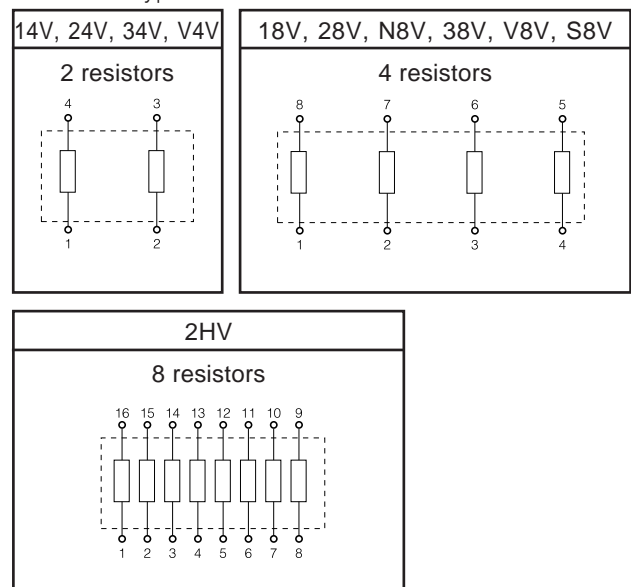 14V, 24V, 34V, V4V
2 resistors
4 3
1 2
18V, 28V, N8V, 38V, V8V, S8V
4 resistors
8 7 6 5
1 2 3 4
2HV
8 resistors
16 15 14 13 12 11 10 9
1 2 3 4 5 6 7 8